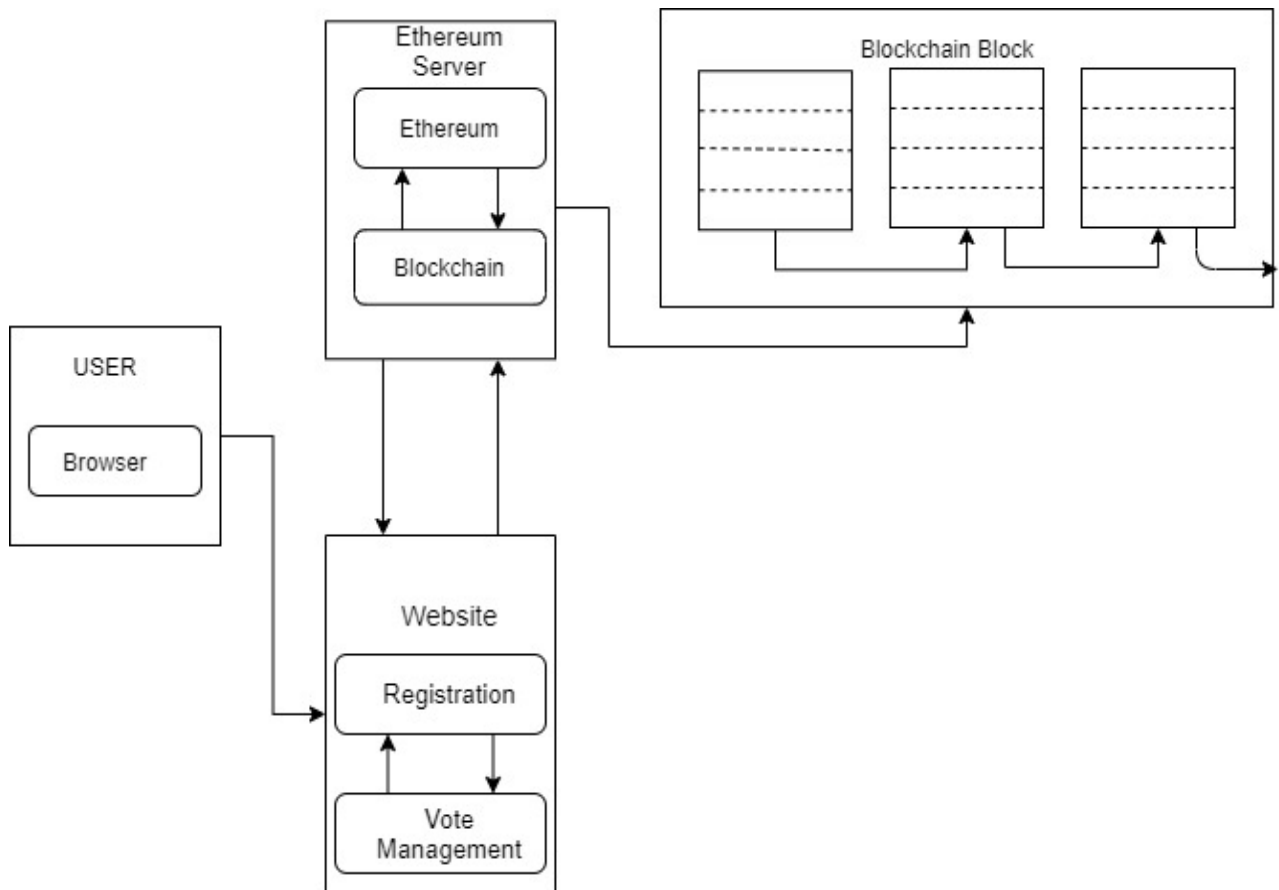 Ethereum
Server
Ethereum
Blockchain
Blockchain Block
USER
Browser
Website
Registration
Vote
Management